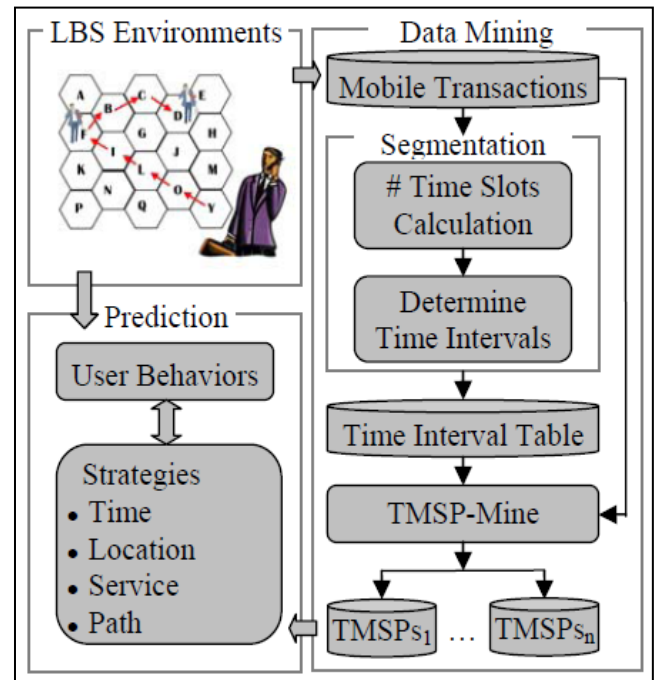 LBS Environments
A
C
E
B
D
F
G
H
I
J
K
L
M
N
O
P
Q
Y
Prediction
User Behaviors
Strategies
• Time
• Location
• Service
• Path
Data Mining
Mobile Transactions
Segmentation
# Time Slots
Calculation
Determine
Time Intervals
Time Interval Table
TMSP-Mine
TMSPs1 … TMSPsn